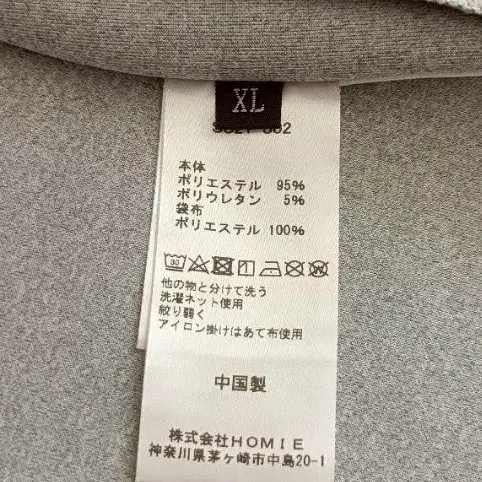 XL
本体
ポリエステル 95%
ポリウレタン 5%
袋布
ポリエステル 100%
30
他の物と分けて洗う
洗濯ネット使用
絞り弱く
アイロン掛けはあて布使用
中国製
株式会社HOMIE
神奈川県茅ヶ崎市中島20-1